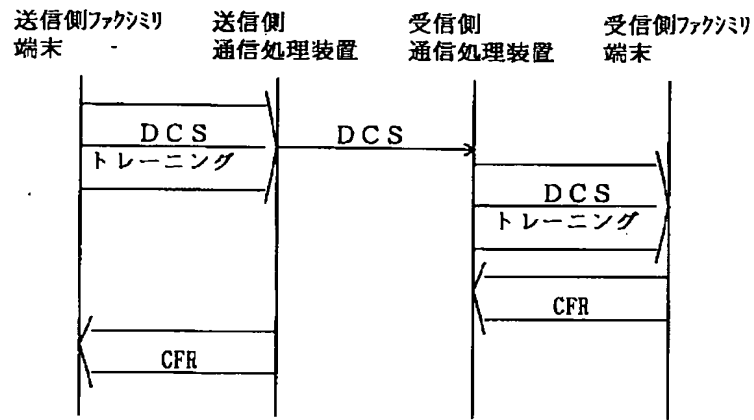 送信側ファクシミリ
端末
送信側
通信処理装置
受信側
通信処理装置
受信側ファクシミリ
端末
DCS
トレーニング
DCS
DCS
トレーニング
CFR
CFR